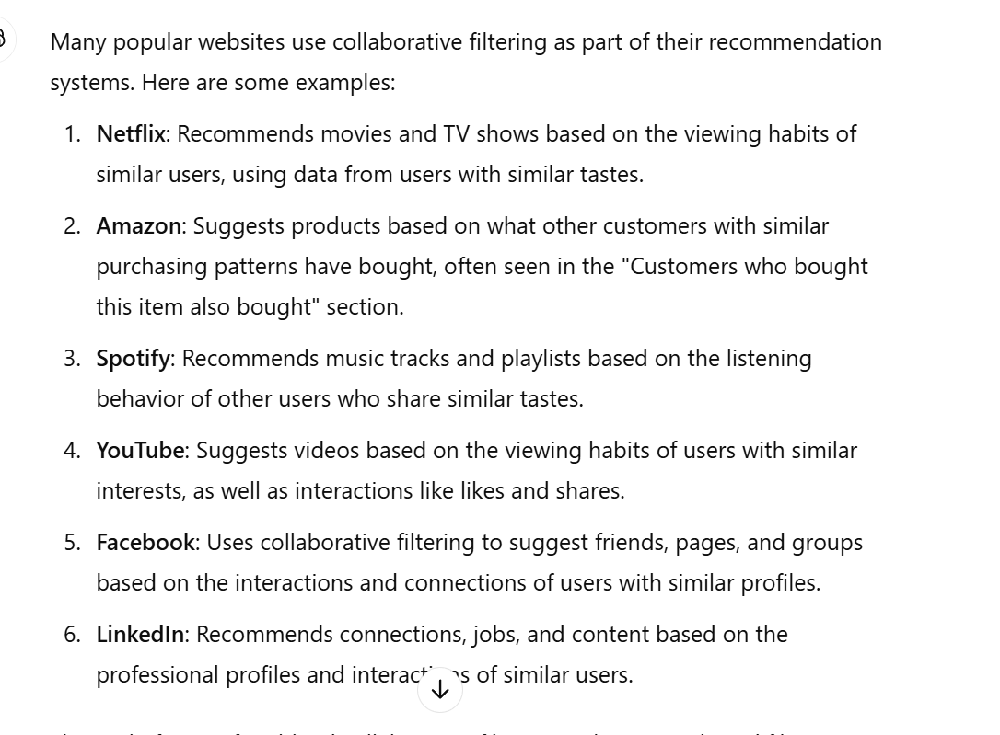 Many popular websites use collaborative filtering as part of their recommendation
systems. Here are some examples:
1. Netflix: Recommends movies and TV shows based on the viewing habits of
similar users, using data from users with similar tastes.
2. Amazon: Suggests products based on what other customers with similar
purchasing patterns have bought, often seen in the "Customers who bought
this item also bought" section.
3. Spotify: Recommends music tracks and playlists based on the listening
behavior of other users who share similar tastes.
4. YouTube: Suggests videos based on the viewing habits of users with similar
interests, as well as interactions like likes and shares.
5. Facebook: Uses collaborative filtering to suggest friends, pages, and groups
based on the interactions and connections of users with similar profiles.
6. LinkedIn: Recommends connections, jobs, and content based on the
professional profiles and interactions of similar users.